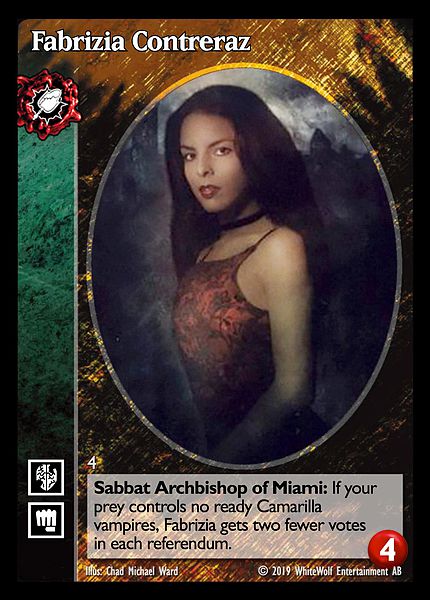 Fabrizia Contreraz
4
Sabbat Archbishop of Miami: If your
prey controls no ready Camarilla
vampires, Fabrizia gets two fewer votes
in each referendum.
4
Illus: Chad Michael Ward © 2019 WhiteWolf Entertainment AB